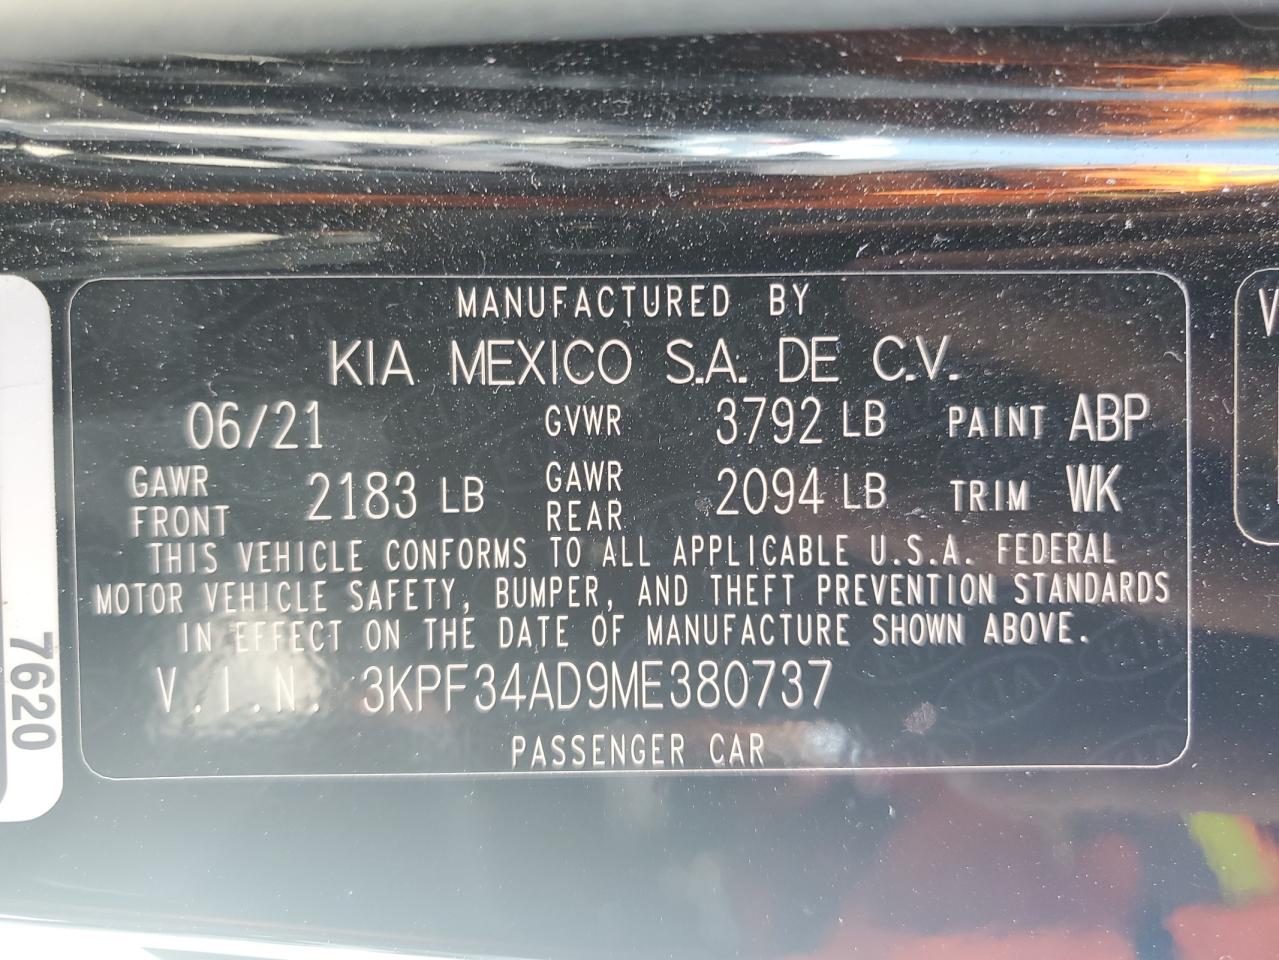 MANUFACTURED BY
KIA MEXICO S.A. DE C.V.
06/21 GVWR 3792 LB PAINT ABP
GAWR FRONT 2183 LB GAWR REAR 2094 LB TRIM WK
THIS VEHICLE CONFORMS TO ALL APPLICABLE U.S.A. FEDERAL
MOTOR VEHICLE SAFETY, BUMPER, AND THEFT PREVENTION STANDARDS
IN EFFECT ON THE DATE OF MANUFACTURE SHOWN ABOVE.
V.I.N. 3KPF34AD9ME380737
PASSENGER CAR
7620
V